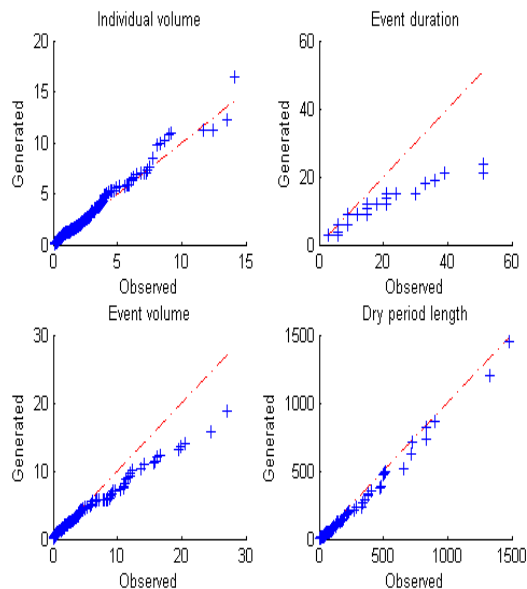 Individual volume
20
15
10
5
0
0 5 10 15
Generated
Observed
Event duration
60
40
20
0
0 20 40 60
Generated
Observed
Event volume
30
20
10
0
0 10 20 30
Generated
Observed
Dry period length
1500
1000
500
0
0 500 1000 1500
Generated
Observed